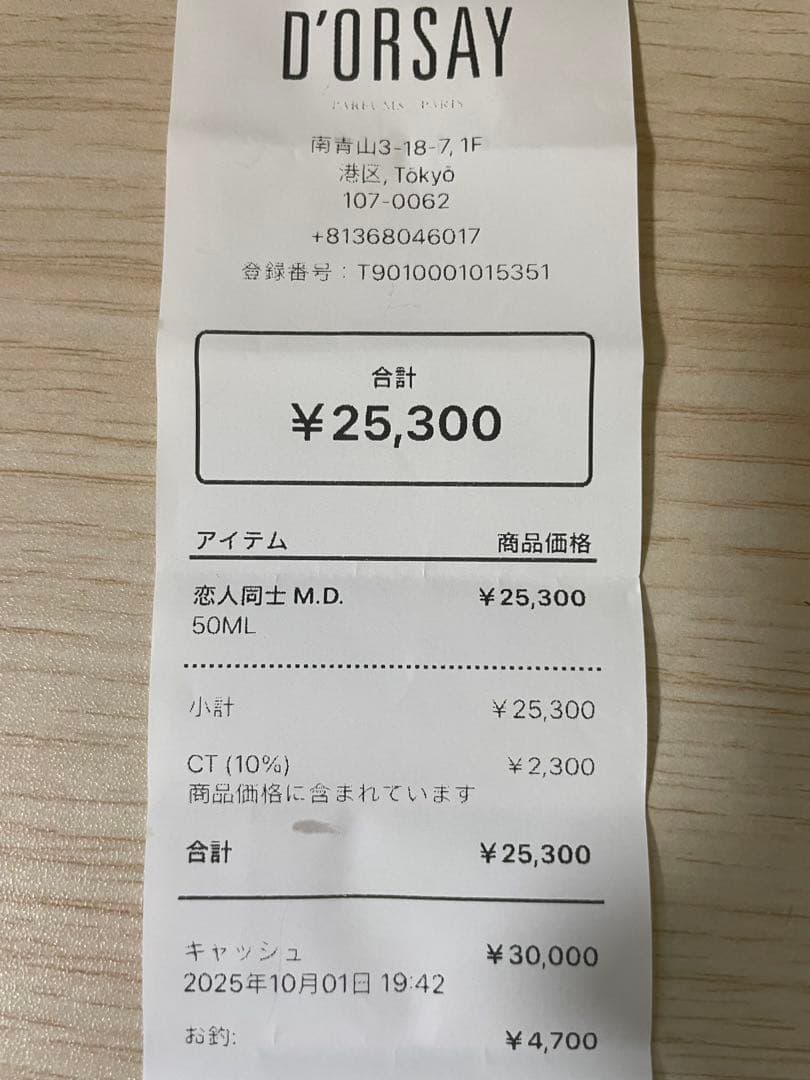 D'ORSAY
PARFUMS PARIS
南青山3-18-7, 1F
港区, Tōkyō
107-0062
+81368046017
登録番号：T9010001015351
合計
¥25,300
アイテム 商品価格
恋人同士 M.D. ¥25,300
50ML
小計 ¥25,300
CT (10%) ¥2,300
商品価格に含まれています
合計 ¥25,300
キャッシュ ¥30,000
2025年10月01日 19:42
お釣: ¥4,700